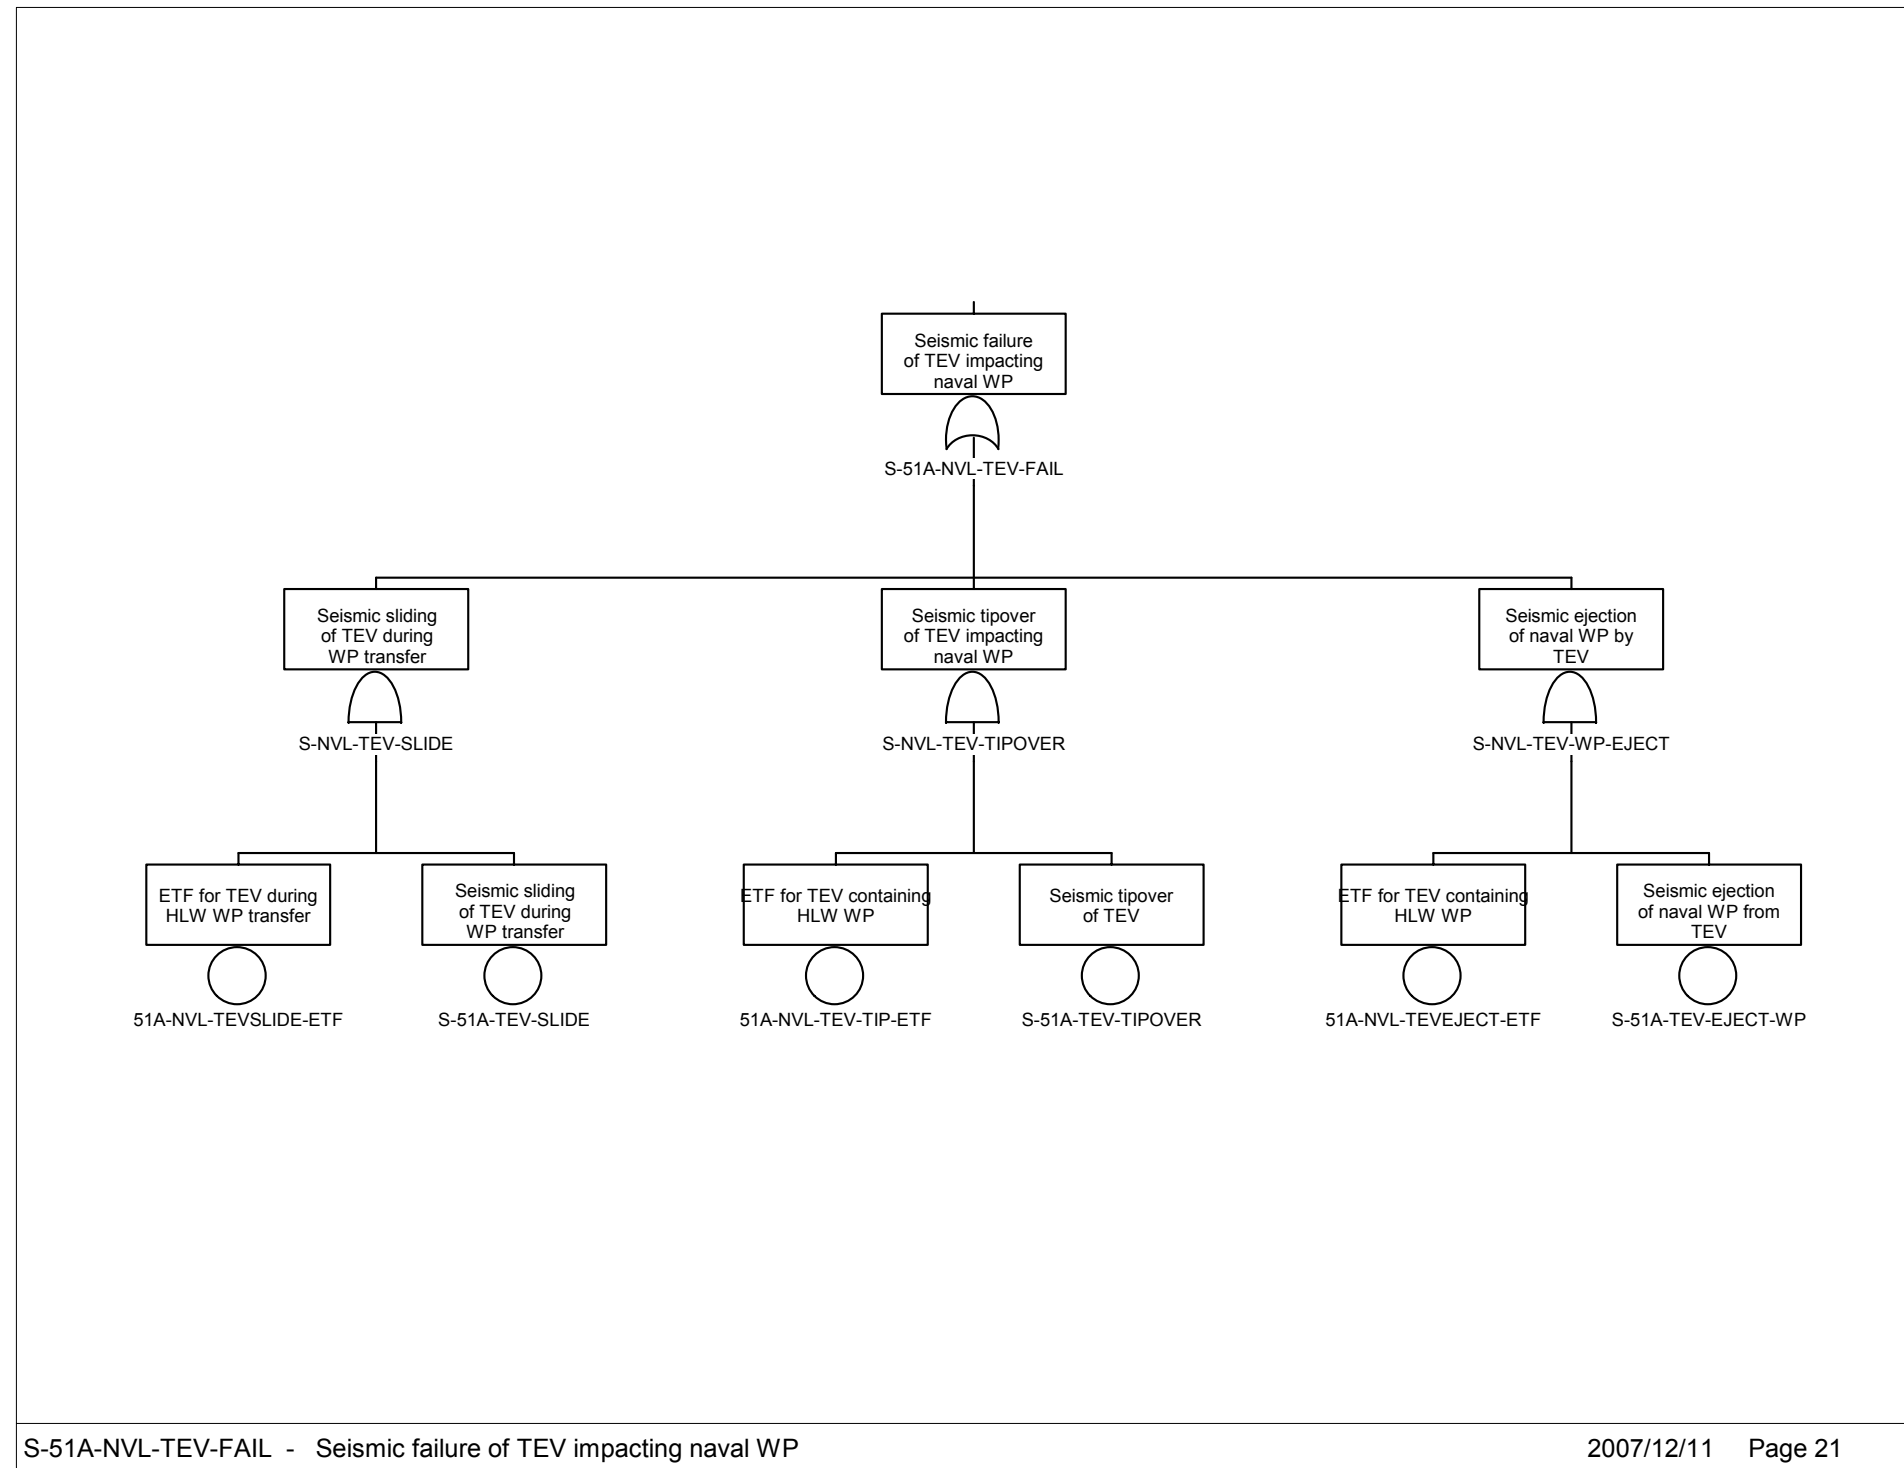 Seismic failure
of TEV impacting
naval WP
S-51A-NVL-TEV-FAIL
Seismic sliding
of TEV during
WP transfer
S-NVL-TEV-SLIDE
Seismic tipover
of TEV impacting
naval WP
S-NVL-TEV-TIPOVER
Seismic ejection
of naval WP by
TEV
S-NVL-TEV-WP-EJECT
ETF for TEV during
HLW WP transfer
51A-NVL-TEVSLIDE-ETF
Seismic sliding
of TEV during
WP transfer
S-51A-TEV-SLIDE
ETF for TEV containing
HLW WP
51A-NVL-TEV-TIP-ETF
Seismic tipover
of TEV
S-51A-TEV-TIPOVER
ETF for TEV containing
HLW WP
51A-NVL-TEVEJECT-ETF
Seismic ejection
of naval WP from
TEV
S-51A-TEV-EJECT-WP
S-51A-NVL-TEV-FAIL - Seismic failure of TEV impacting naval WP
2007/12/11 Page 21